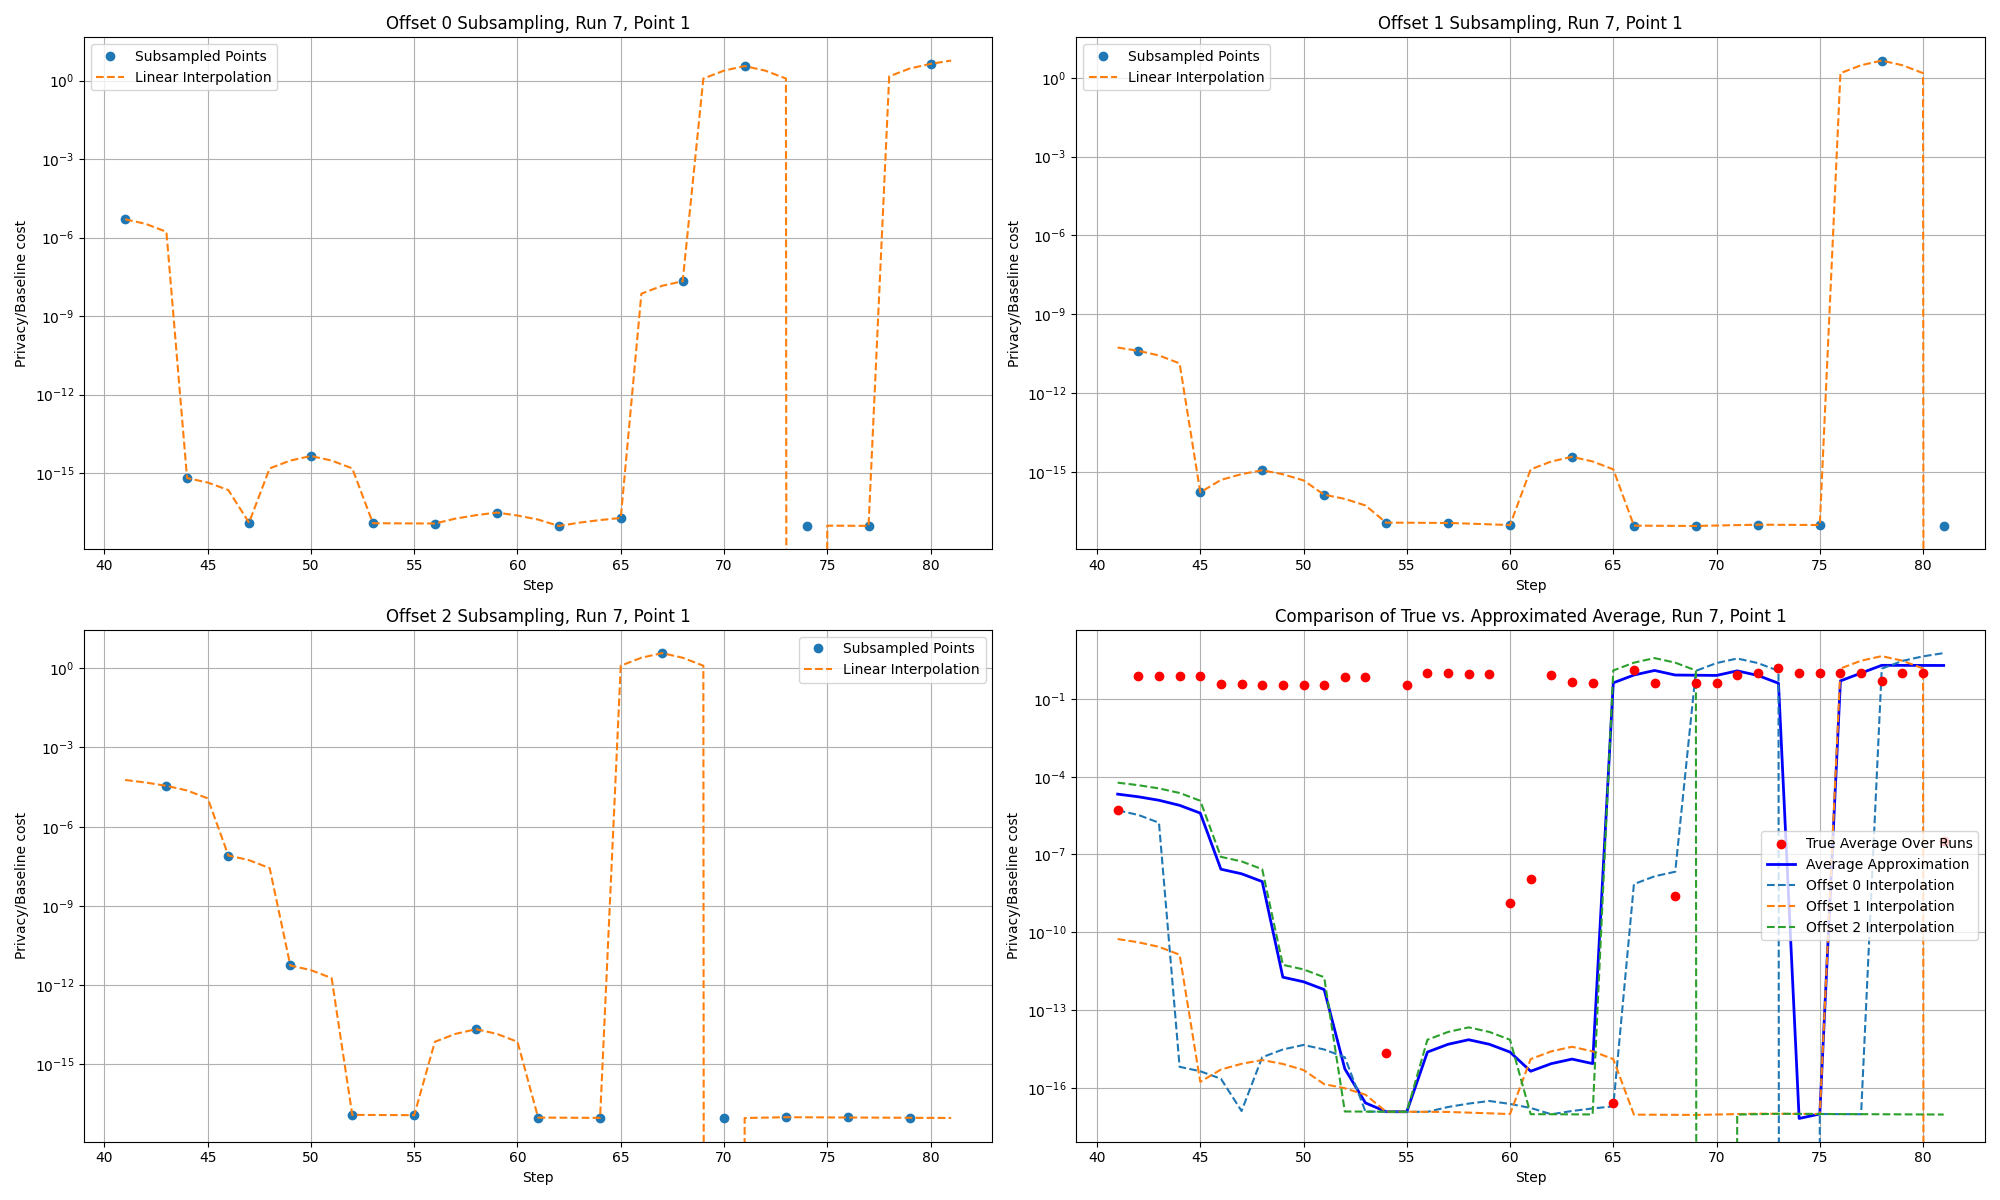 Offset 0 Subsampling, Run 7, Point 1
Subsampled Points
Linear Interpolation
Privacy/Baseline cost
10⁰
10⁻³
10⁻⁶
10⁻⁹
10⁻¹²
10⁻¹⁵
40 45 50 55 60 65 70 75 80
Step
Offset 1 Subsampling, Run 7, Point 1
Subsampled Points
Linear Interpolation
Privacy/Baseline cost
10⁰
10⁻³
10⁻⁶
10⁻⁹
10⁻¹²
10⁻¹⁵
40 45 50 55 60 65 70 75 80
Step
Offset 2 Subsampling, Run 7, Point 1
Subsampled Points
Linear Interpolation
Privacy/Baseline cost
10⁰
10⁻³
10⁻⁶
10⁻⁹
10⁻¹²
10⁻¹⁵
40 45 50 55 60 65 70 75 80
Step
Comparison of True vs. Approximated Average, Run 7, Point 1
True Average Over Runs
Average Approximation
Offset 0 Interpolation
Offset 1 Interpolation
Offset 2 Interpolation
Privacy/Baseline cost
10⁻¹
10⁻⁴
10⁻⁷
10⁻¹⁰
10⁻¹³
10⁻¹⁶
40 45 50 55 60 65 70 75 80
Step